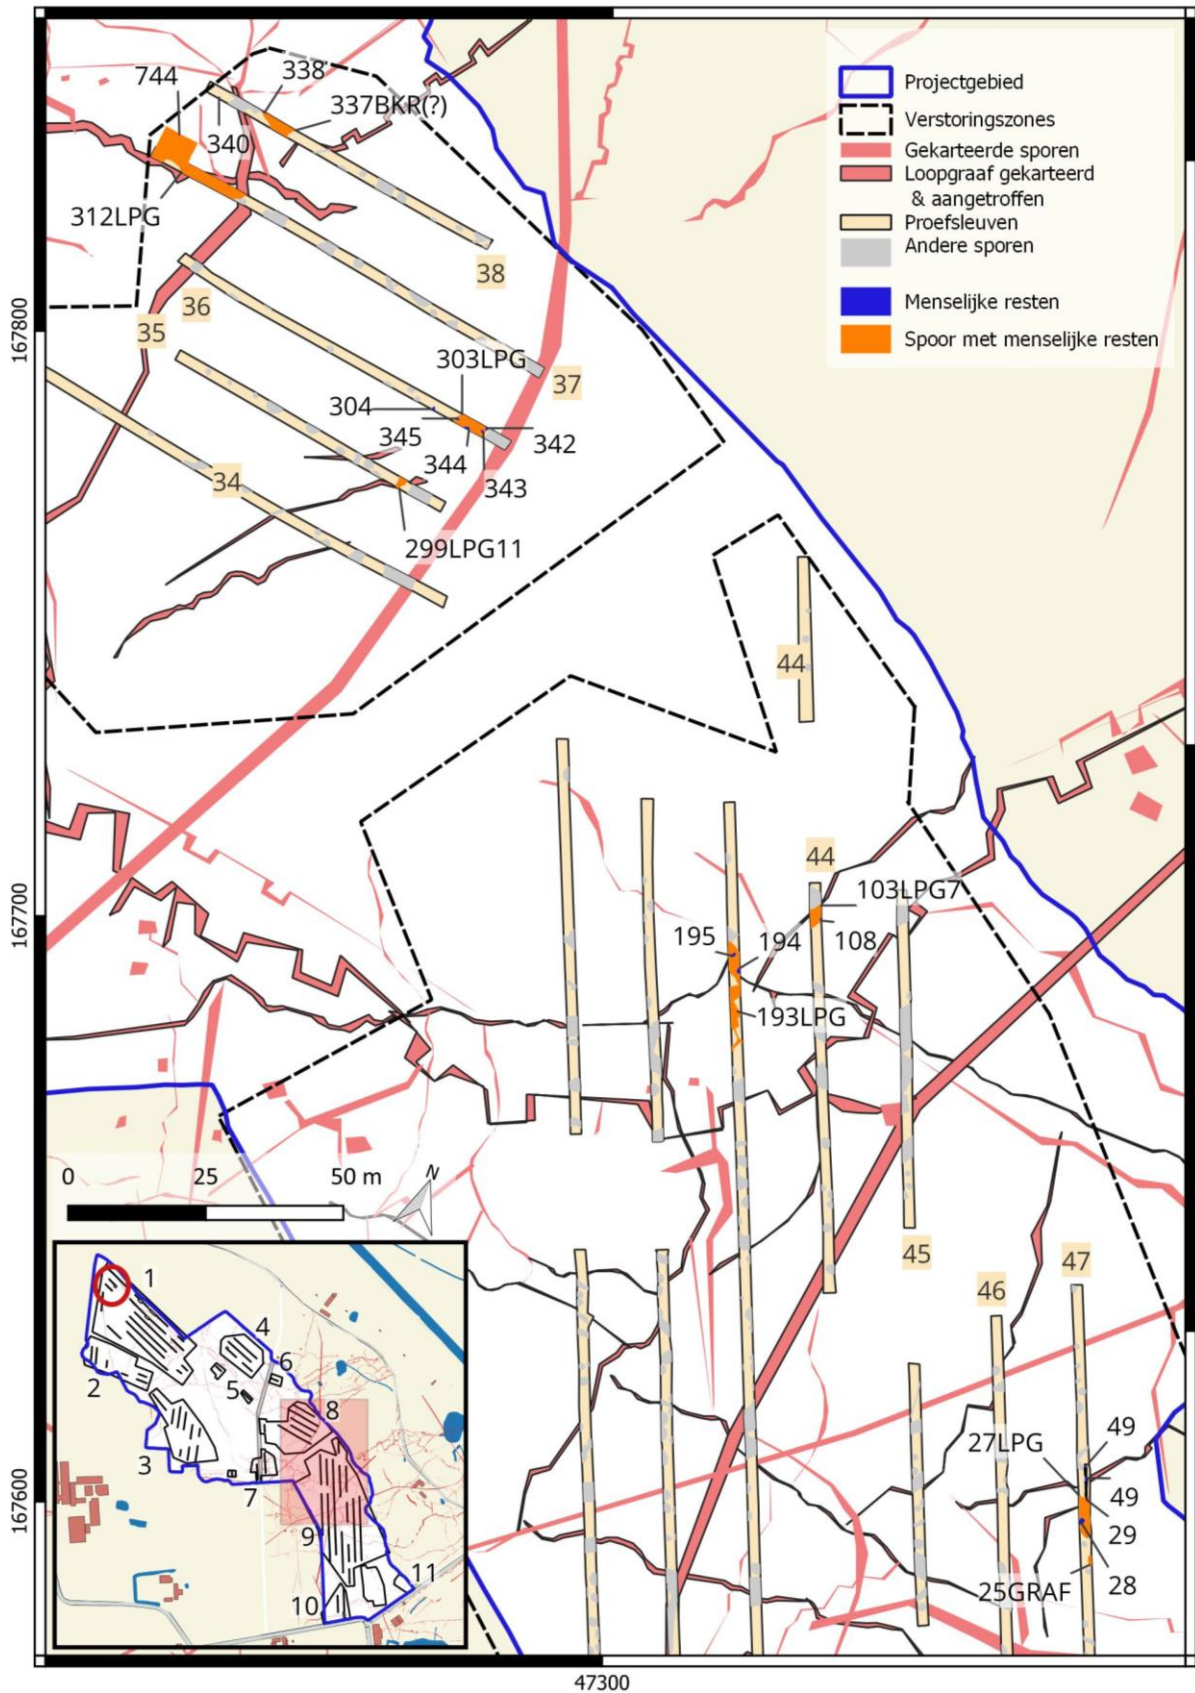 744
338
337BKR(?)
340
312LPG
Projectgebied
Verstoringszones
Gekarteerde sporen
Loopgraaf gekarteerd
& aangetroffen
Proefsleuven
Andere sporen
Menselijke resten
Spoor met menselijke resten
38
36
35
167800
303LPG
37
304
345
342
344
343
34
299LPG11
44
44
103LPG7
167700
195
194
108
193LPG
0 25 50 m
N
45
47
46
1
4
6
2
5
8
3
7
9
11
10
27LPG
49
49
29
28
25GRAF
167600
47300